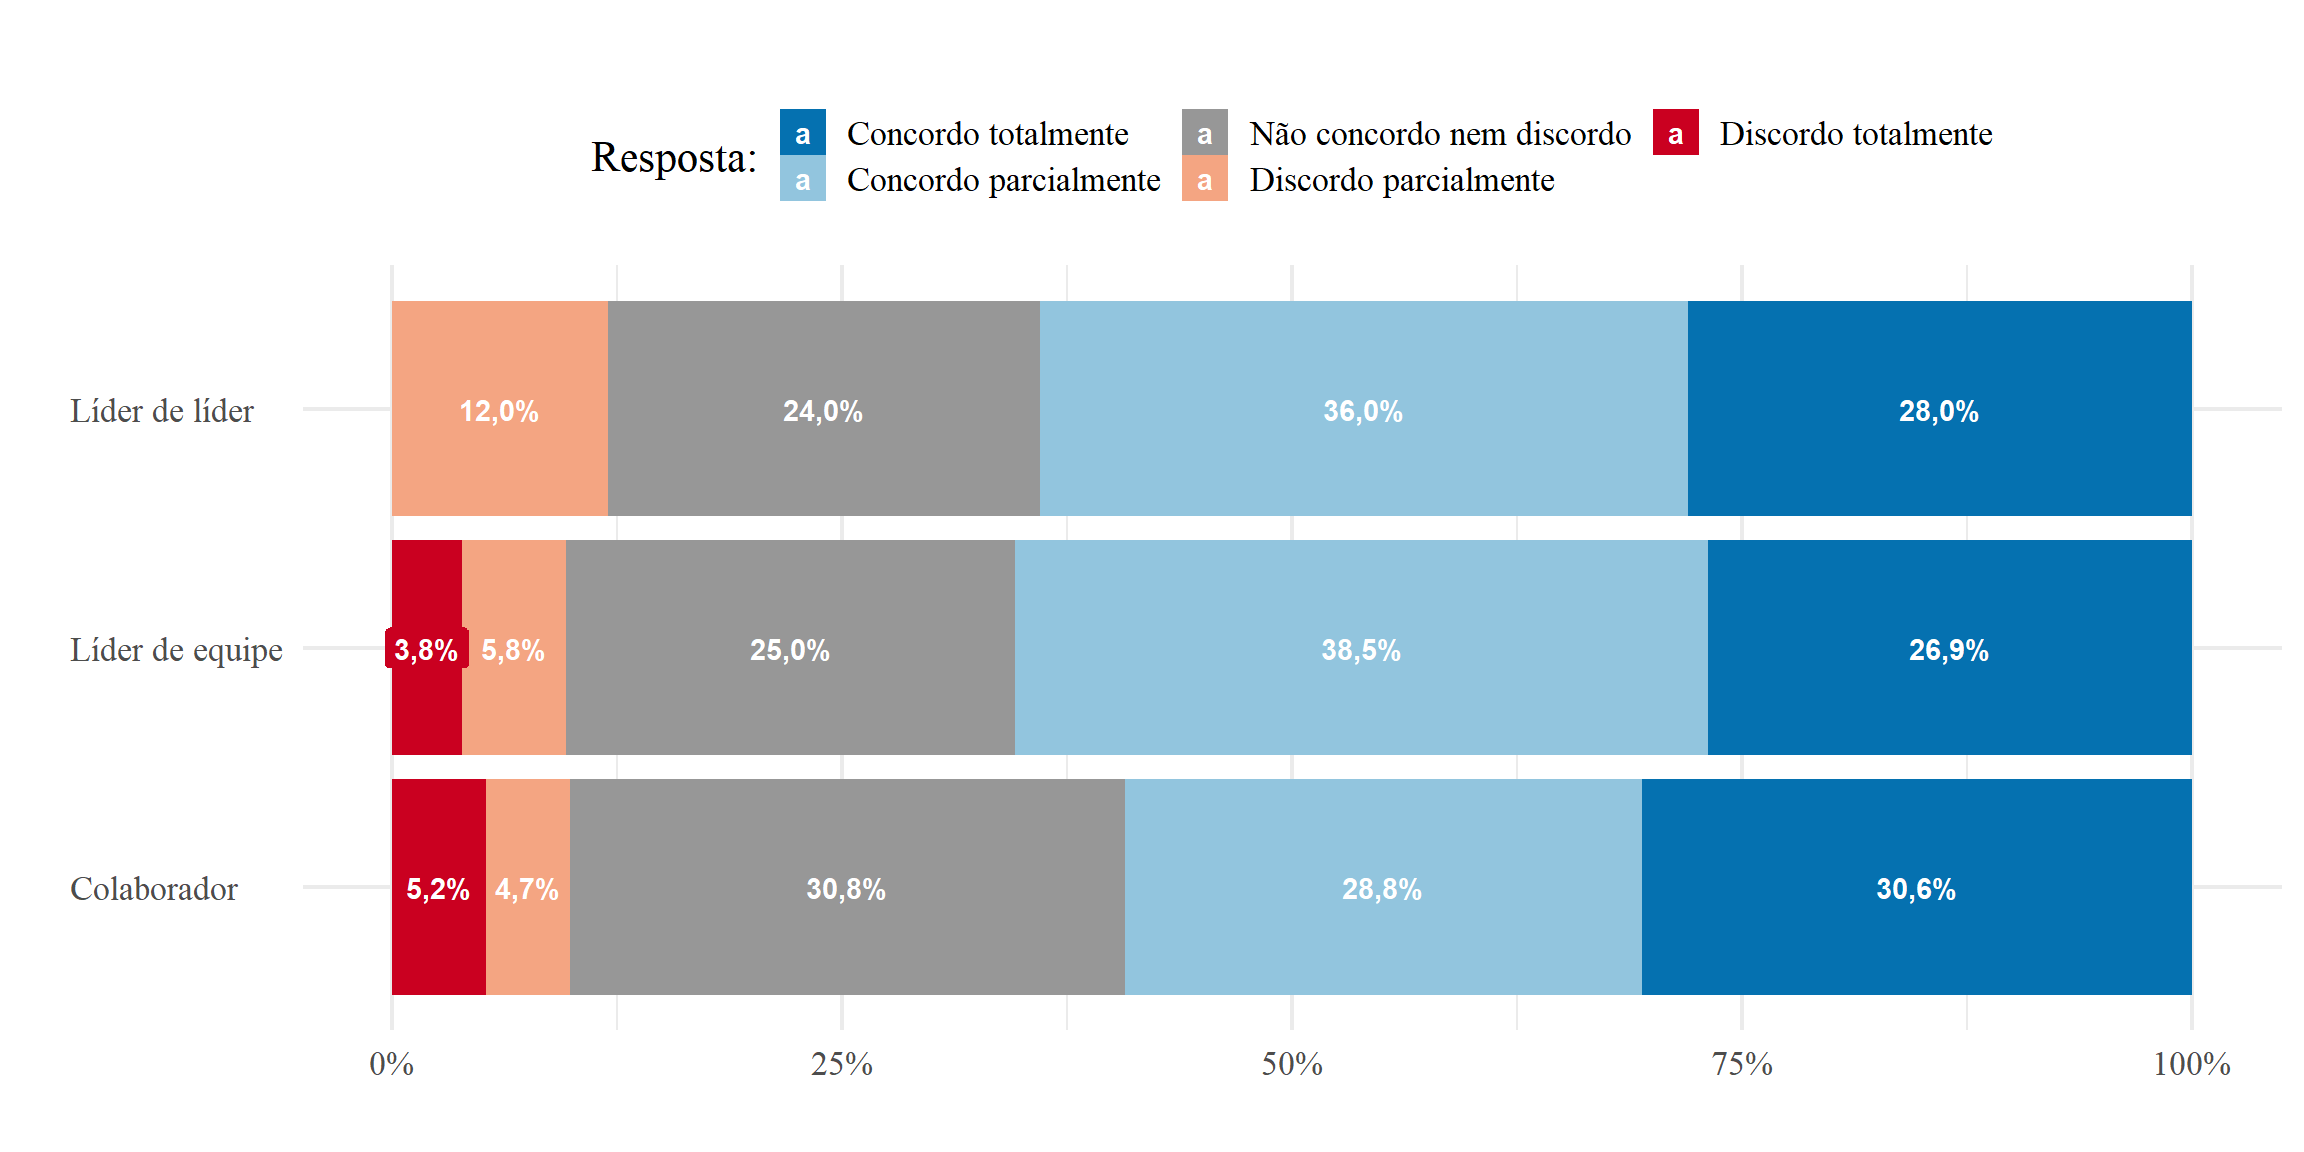 Resposta:
a Concordo totalmente a Não concordo nem discordo a Discordo totalmente
a Concordo parcialmente a Discordo parcialmente
Líder de líder 12,0% 24,0% 36,0% 28,0%
Líder de equipe 3,8% 5,8% 25,0% 38,5% 26,9%
Colaborador 5,2% 4,7% 30,8% 28,8% 30,6%
0% 25% 50% 75% 100%